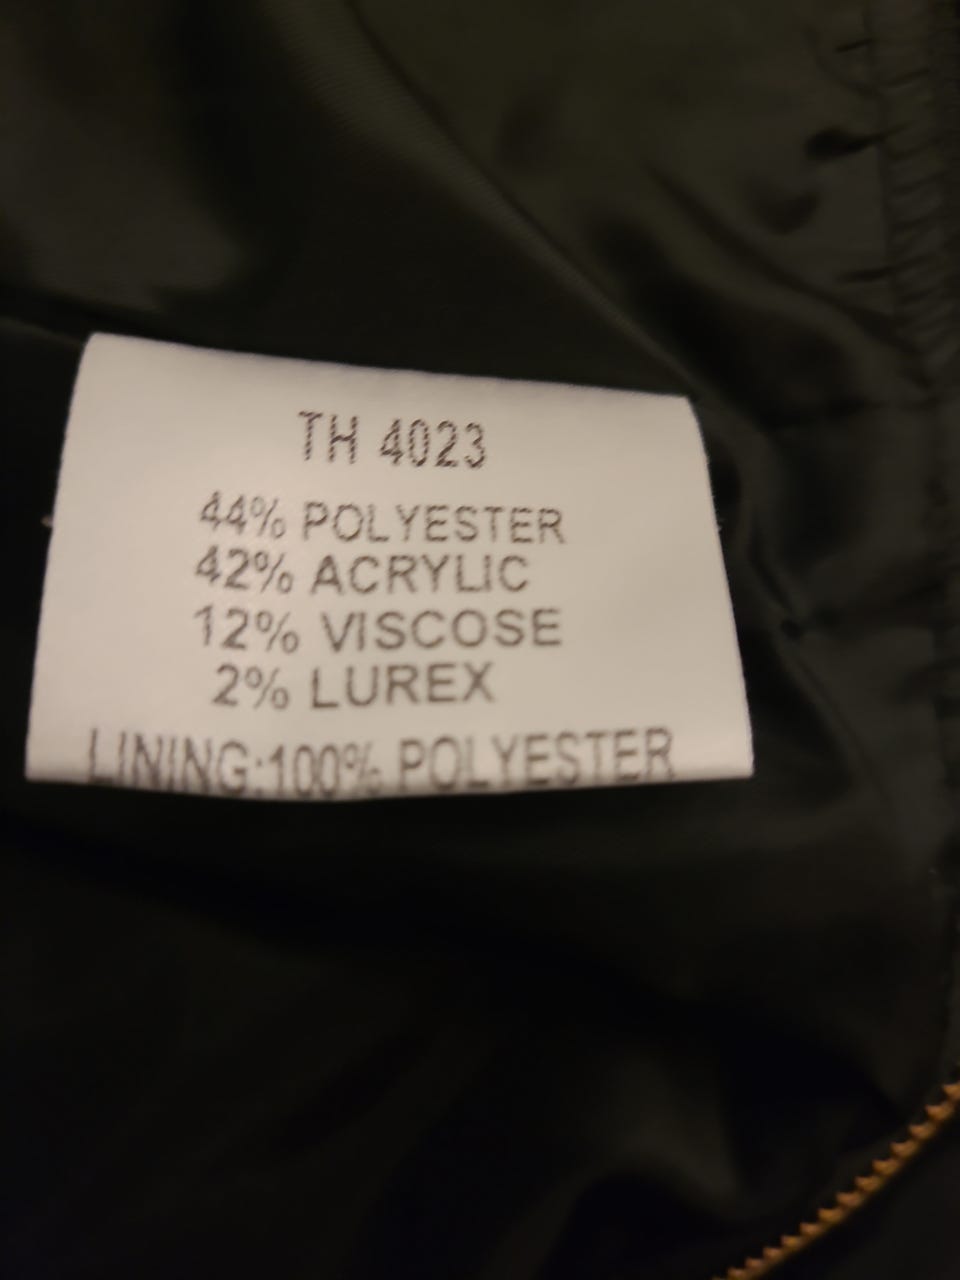 TH 4023
44% POLYESTER
42% ACRYLIC
12% VISCOSE
2% LUREX
LINING:100% POLYESTER